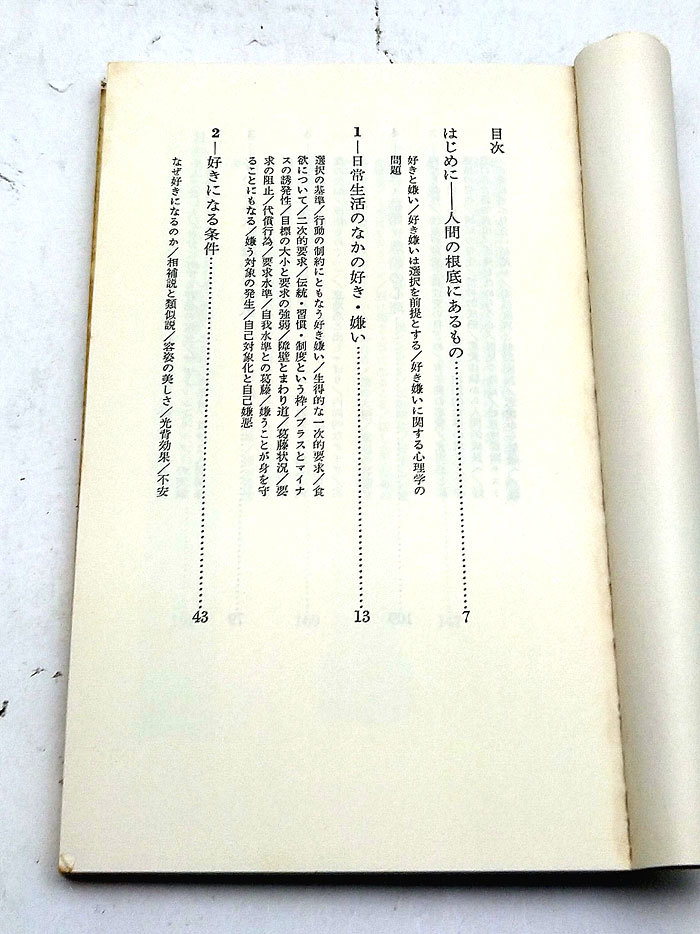 目次
はじめに――人間の根底にあるもの……………………7
好きと嫌い／好き嫌いは選択を前提とする／好き嫌いに関する心理学の
問題
1―日常生活のなかの好き・嫌い……………………13
選択の基準／行動の制約にともなう好き嫌い／生得的な一次的要求／食
欲について／二次的要求／伝統・習慣・制度という枠／プラスとマイナ
スの誘発性／目標の大小と要求の強弱／障壁とまわり道／葛藤状況／要
求の阻止／代償行為／要求水準／自我水準との葛藤／嫌うことが身を守
ることにもなる／嫌う対象の発生／自己対象化と自己嫌悪
2―好きになる条件……………………43
なぜ好きになるのか／相補説と類似説／容姿の美しさ／光背効果／不安